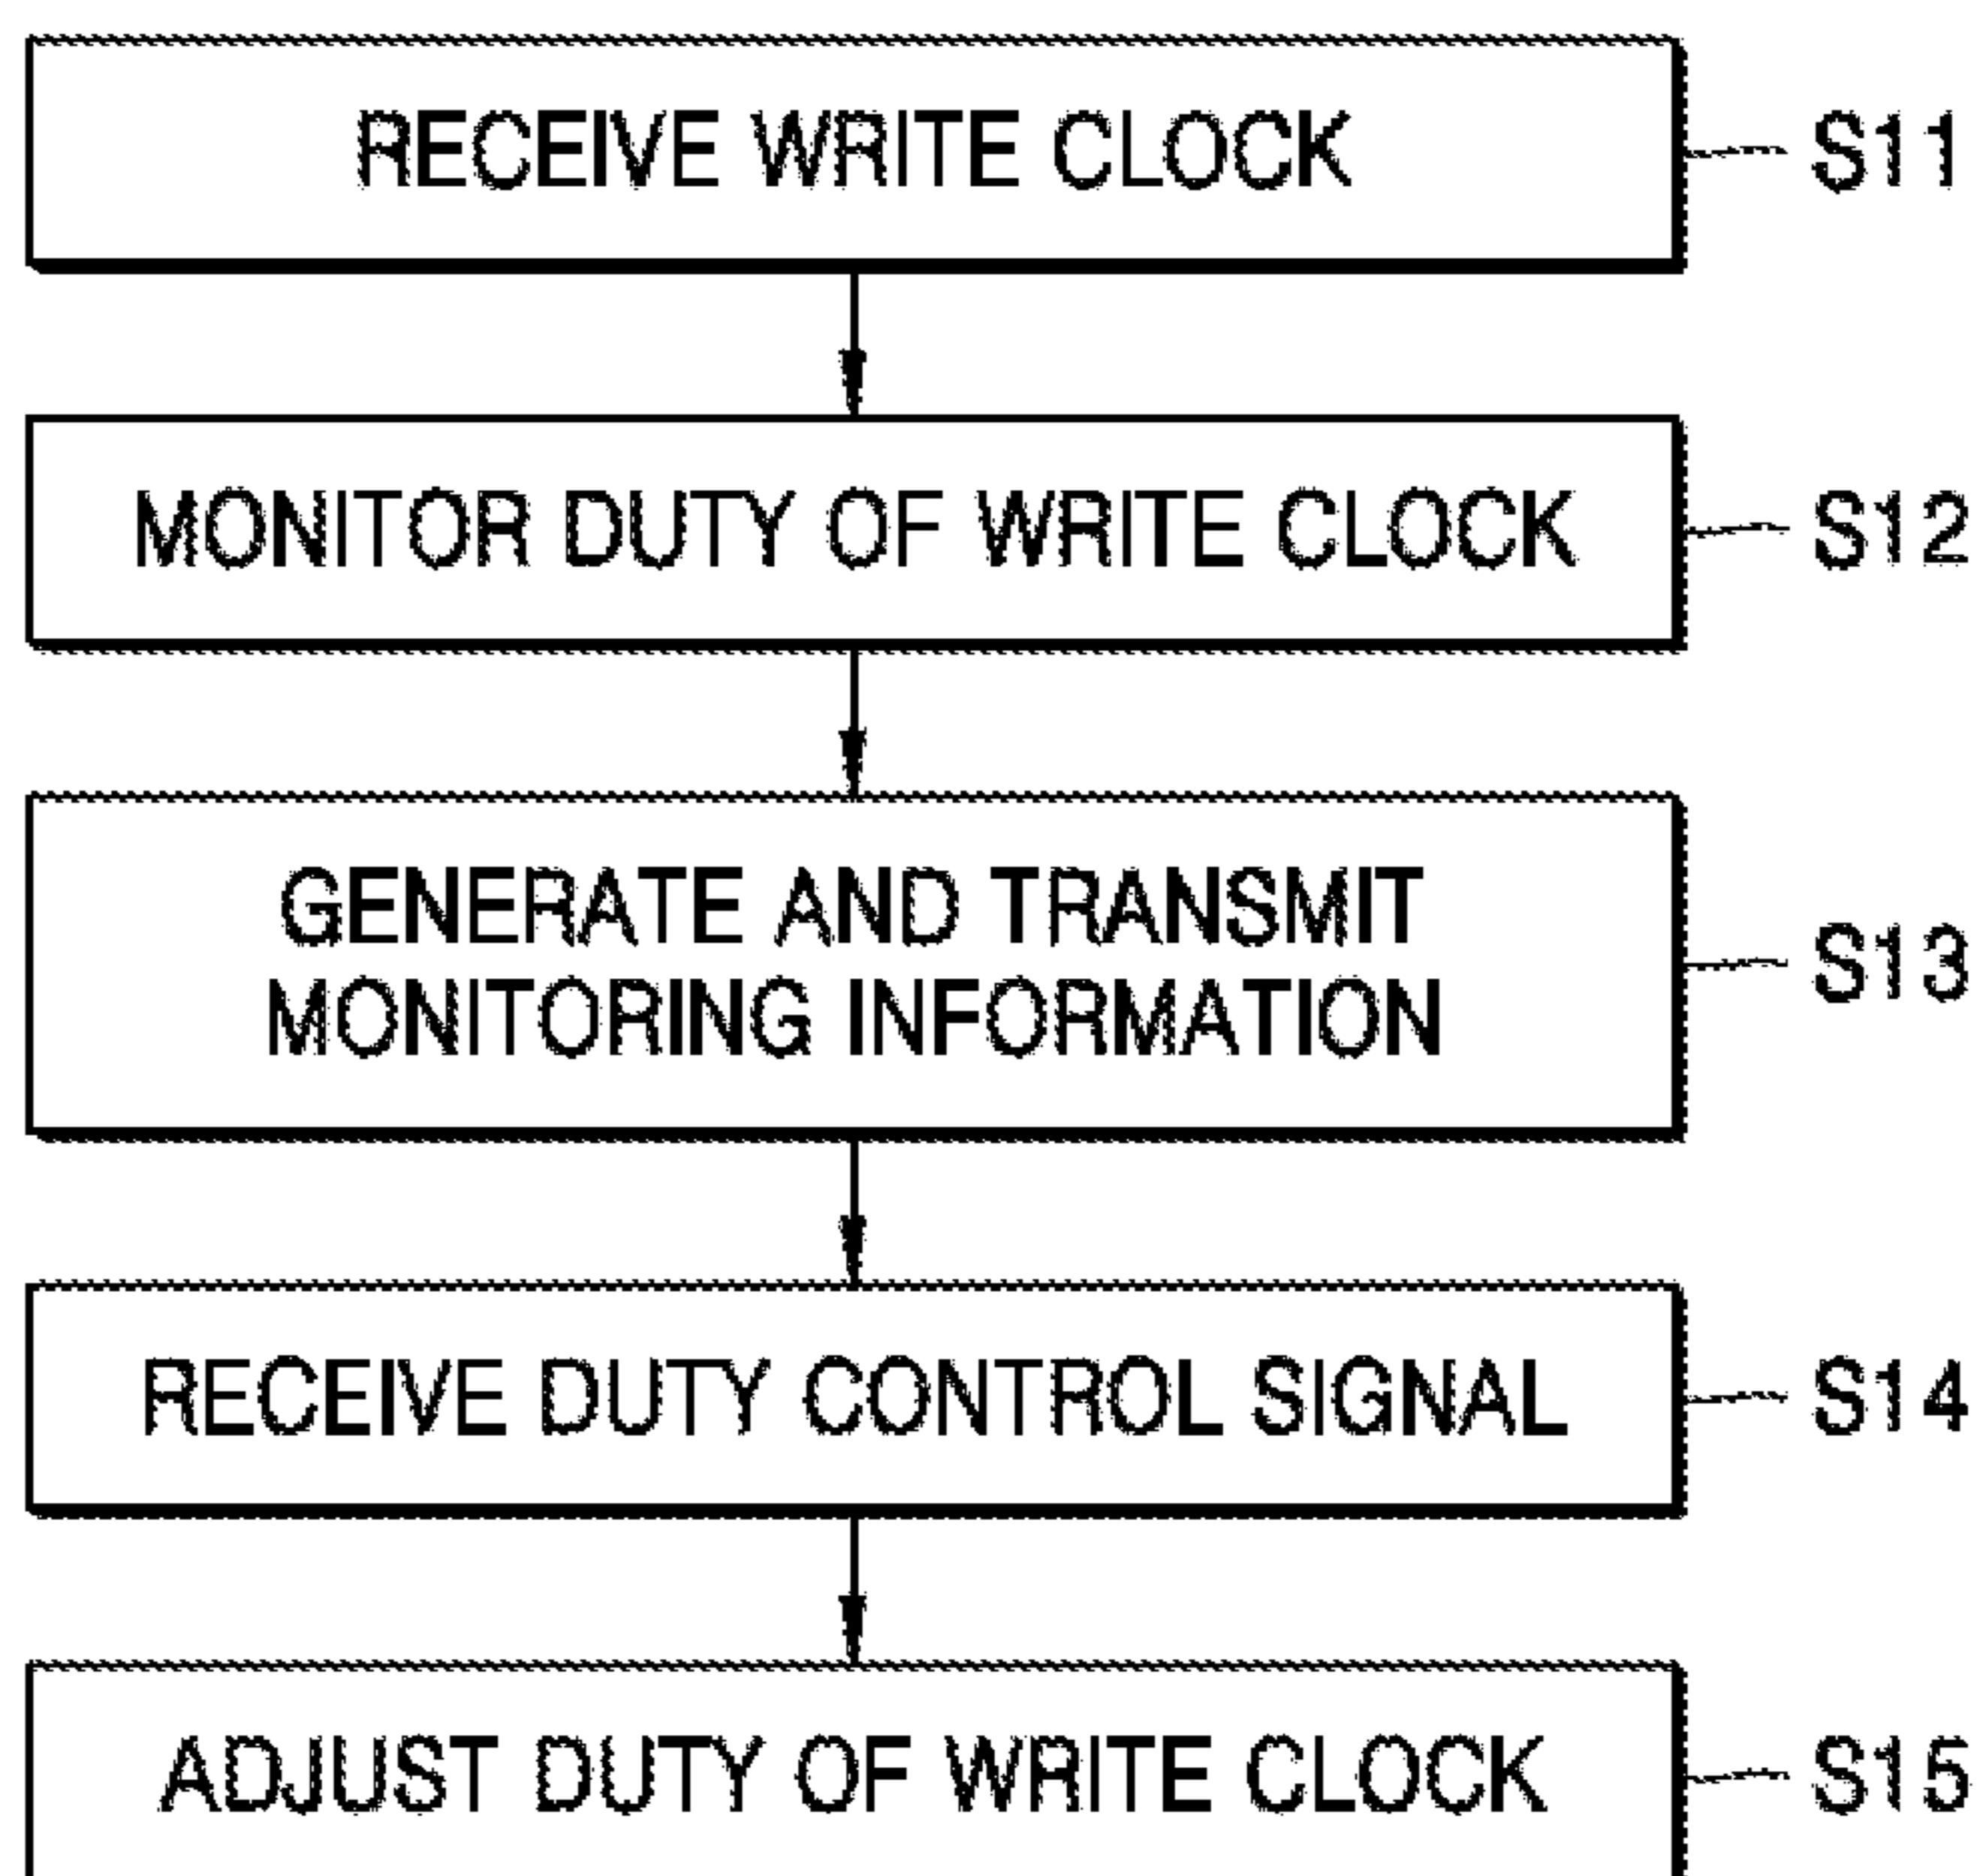 RECEIVE WRITE CLOCK S11
MONITOR DUTY OF WRITE CLOCK S12
GENERATE AND TRANSMIT
MONITORING INFORMATION S13
RECEIVE DUTY CONTROL SIGNAL S14
ADJUST DUTY OF WRITE CLOCK S15